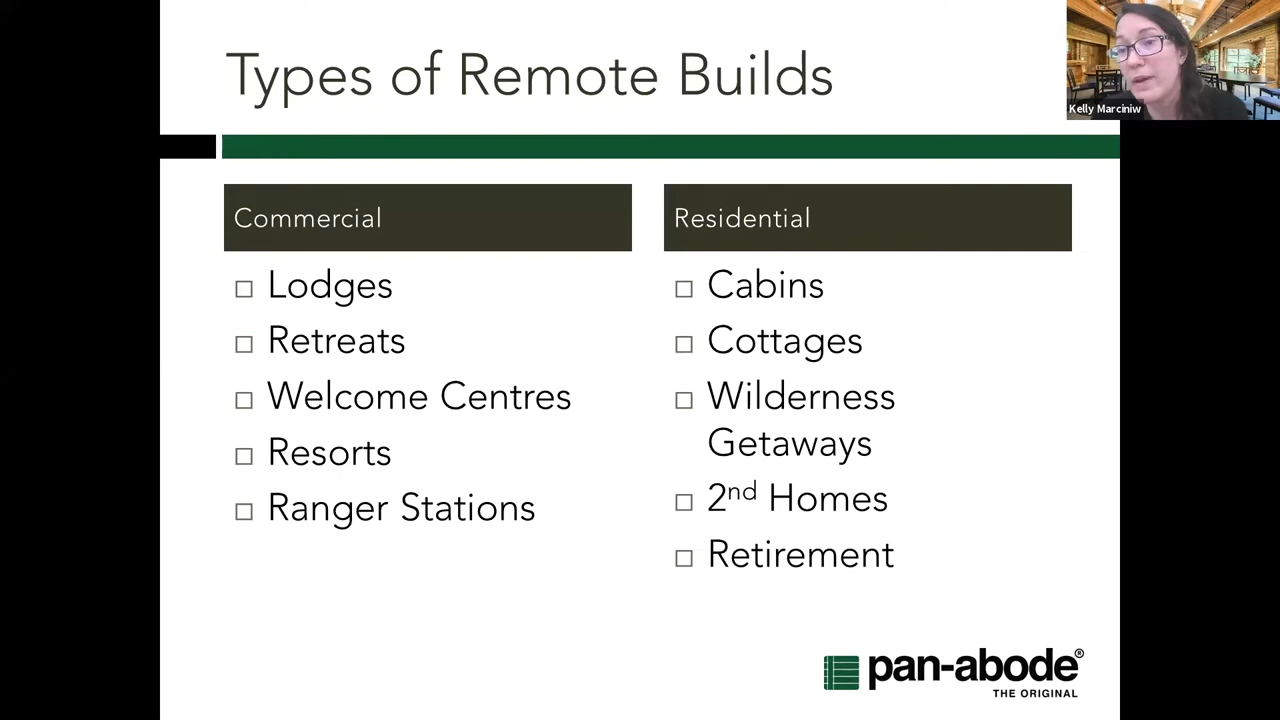 Types of Remote Builds
Kelly Marciniw
Commercial
Lodges
Retreats
Welcome Centres
Resorts
Ranger Stations
Residential
Cabins
Cottages
Wilderness
Getaways
2nd Homes
Retirement
pan-abode®
THE ORIGINAL